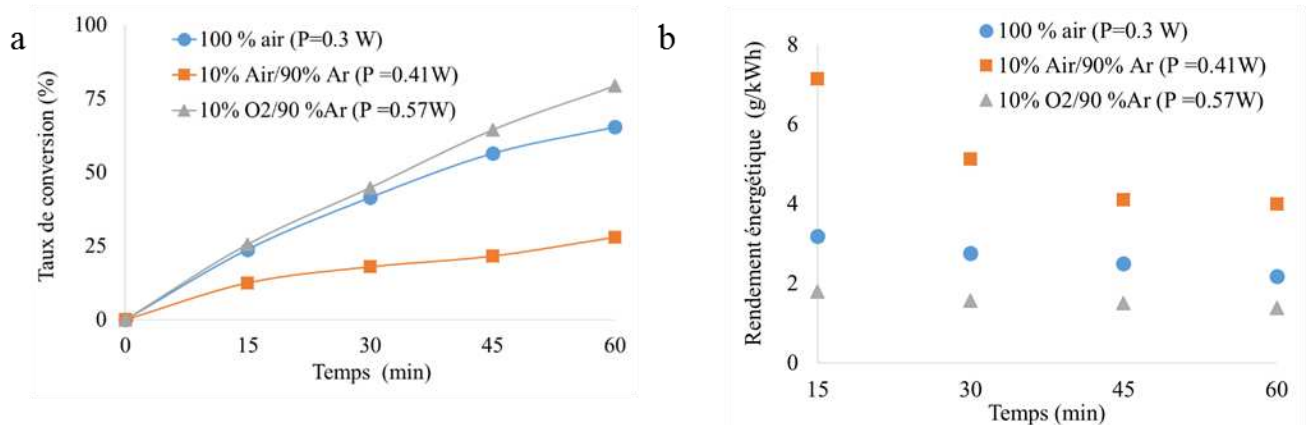 a
100
75
50
25
0
Taux de conversion (%)
100 % air (P=0.3 W)
10% Air/90% Ar (P =0.41W)
10% O2/90 %Ar (P =0.57W)
0 15 30 45 60
Temps (min)
b
8
6
4
2
0
Rendement énergétique (g/kWh)
100 % air (P=0.3 W)
10% Air/90% Ar (P =0.41W)
10% O2/90 %Ar (P =0.57W)
15 30 45 60
Temps (min)